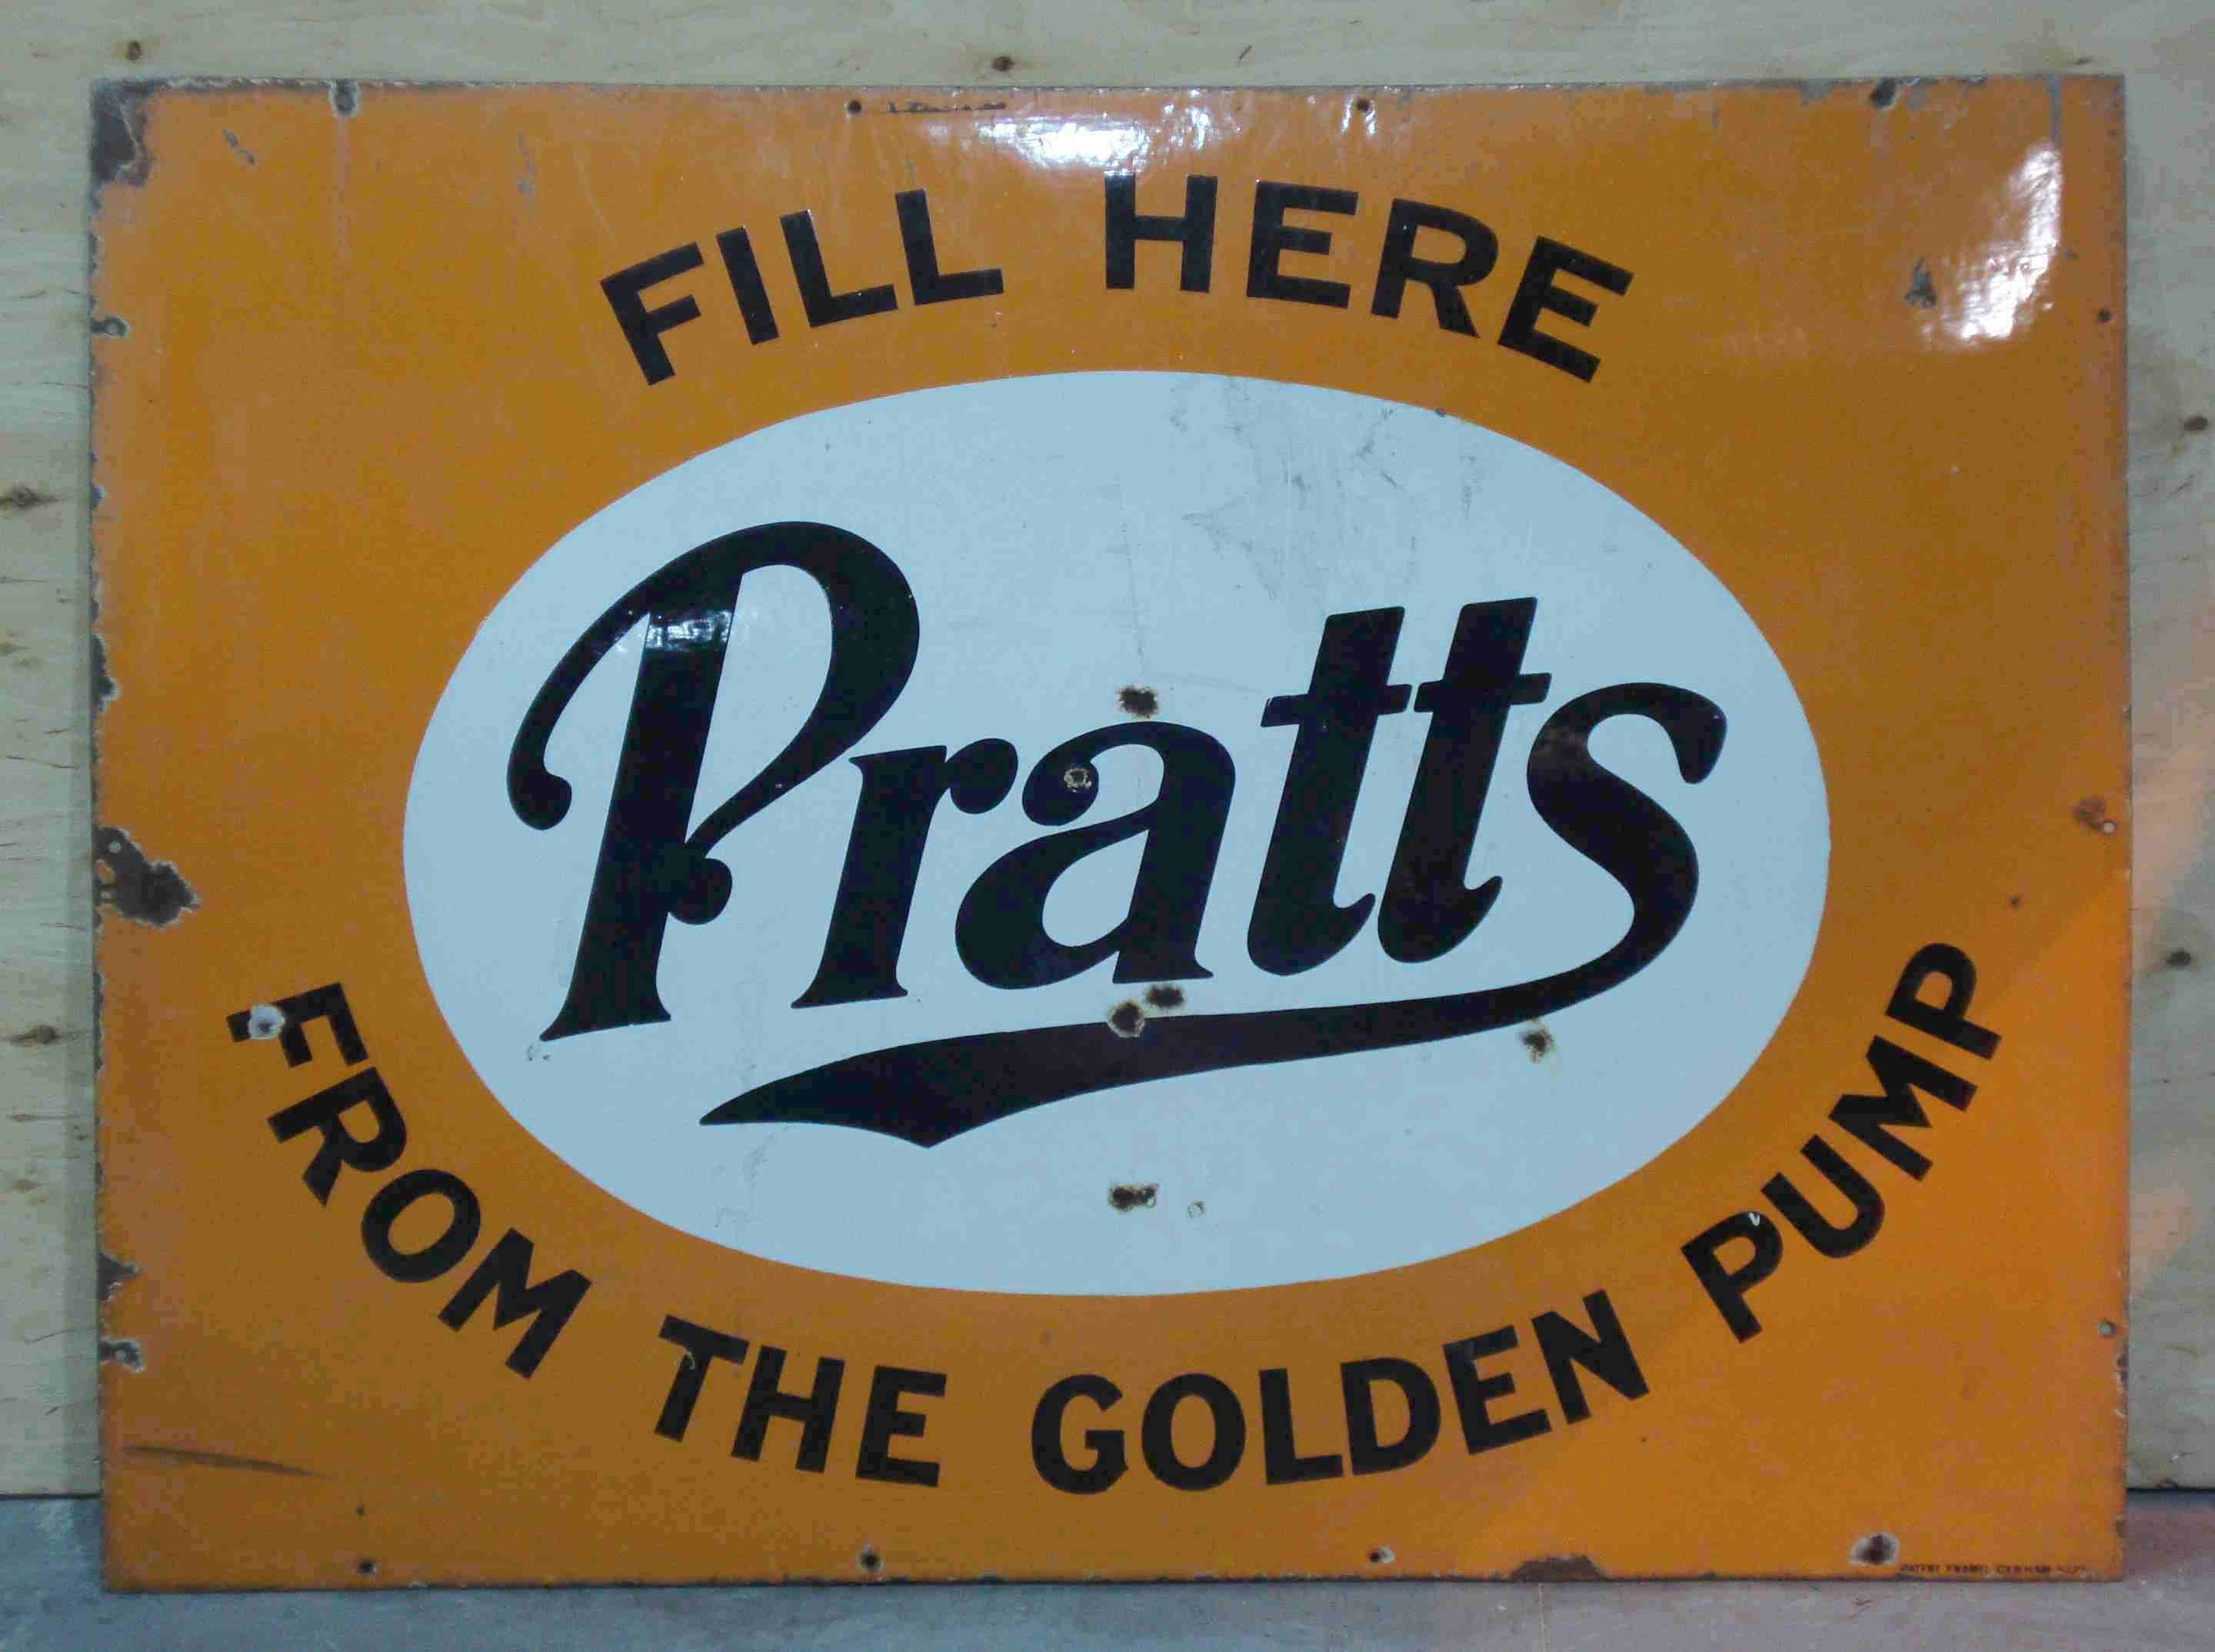 FILL HERE
Pratts
FROM THE GOLDEN PUMP